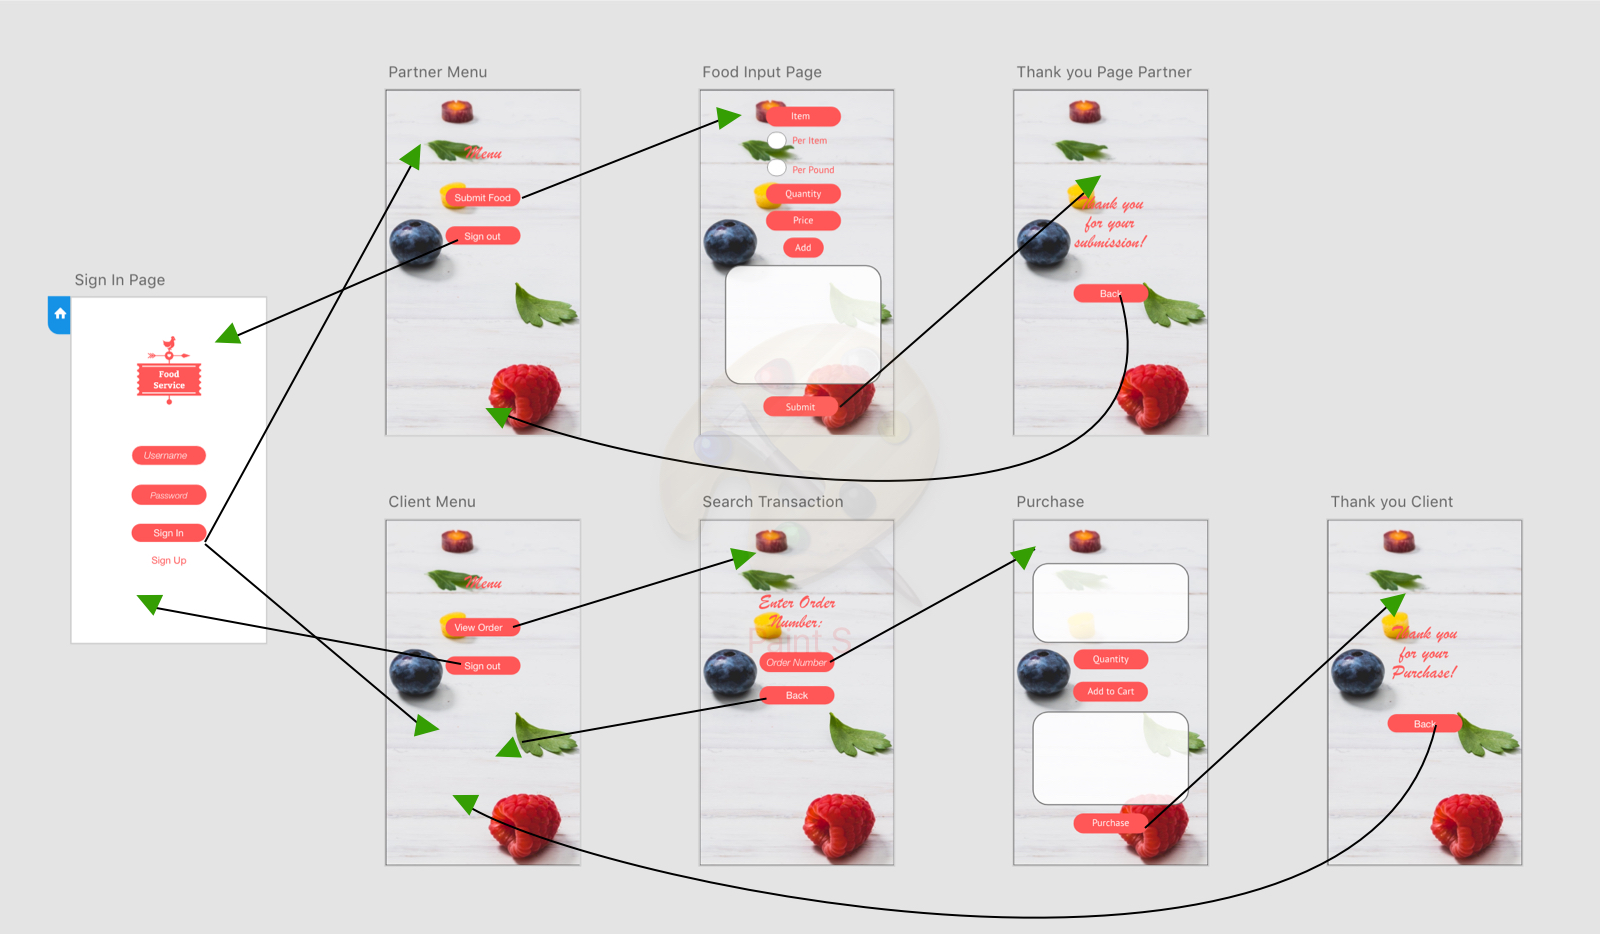 Partner Menu
Menu
Submit Food
Sign out
Food Input Page
Item
Per Item
Per Pound
Quantity
Price
Add
Submit
Thank you Page Partner
Thank you
for your
submission!
Back
Sign In Page
Food
Service
Username
Password
Sign In
Sign Up
Client Menu
Menu
View Order
Sign out
Search Transaction
Enter Order
Number:
Paint S
Order Number
Back
Purchase
Quantity
Add to Cart
Purchase
Thank you Client
Thank you
for your
Purchase!
Back